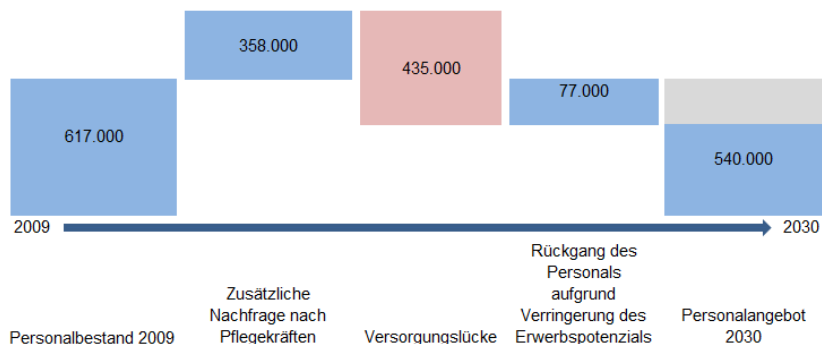 358.000
435.000
77.000
617.000
540.000
2009
2030
Personalbestand 2009
Zusätzliche
Nachfrage nach
Pflegekräften
Versorgungslücke
Rückgang des
Personals
aufgrund
Verringerung des
Erwerbspotenzials
Personalangebot
2030